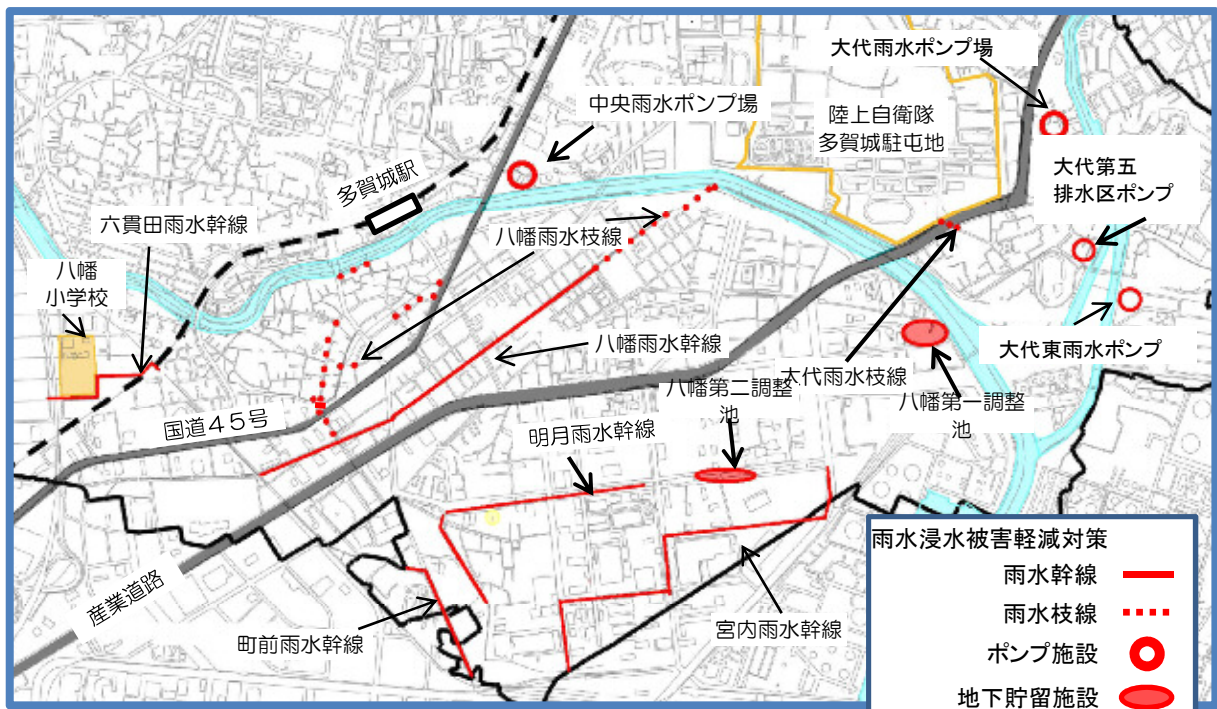 大代雨水ポンプ場
中央雨水ポンプ場
陸上自衛隊
多賀城駐屯地
大代第五
排水区ポンプ
多賀城駅
六貫田雨水幹線
八幡雨水枝線
八幡
小学校
八幡雨水幹線
大代雨水枝線
大代東雨水ポンプ
八幡第二調整
池
八幡第一調整
池
国道45号
明月雨水幹線
産業道路
町前雨水幹線
宮内雨水幹線
雨水浸水被害軽減対策
雨水幹線
雨水枝線
ポンプ施設
地下貯留施設